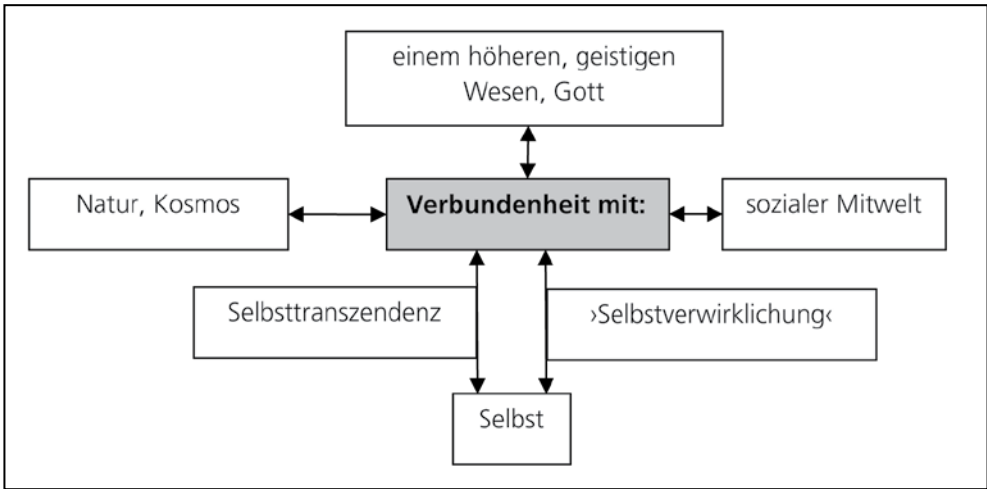 einem höheren, geistigen
Wesen, Gott
Natur, Kosmos
Verbundenheit mit:
sozialer Mitwelt
Selbsttranszendenz
›Selbstverwirklichung‹
Selbst